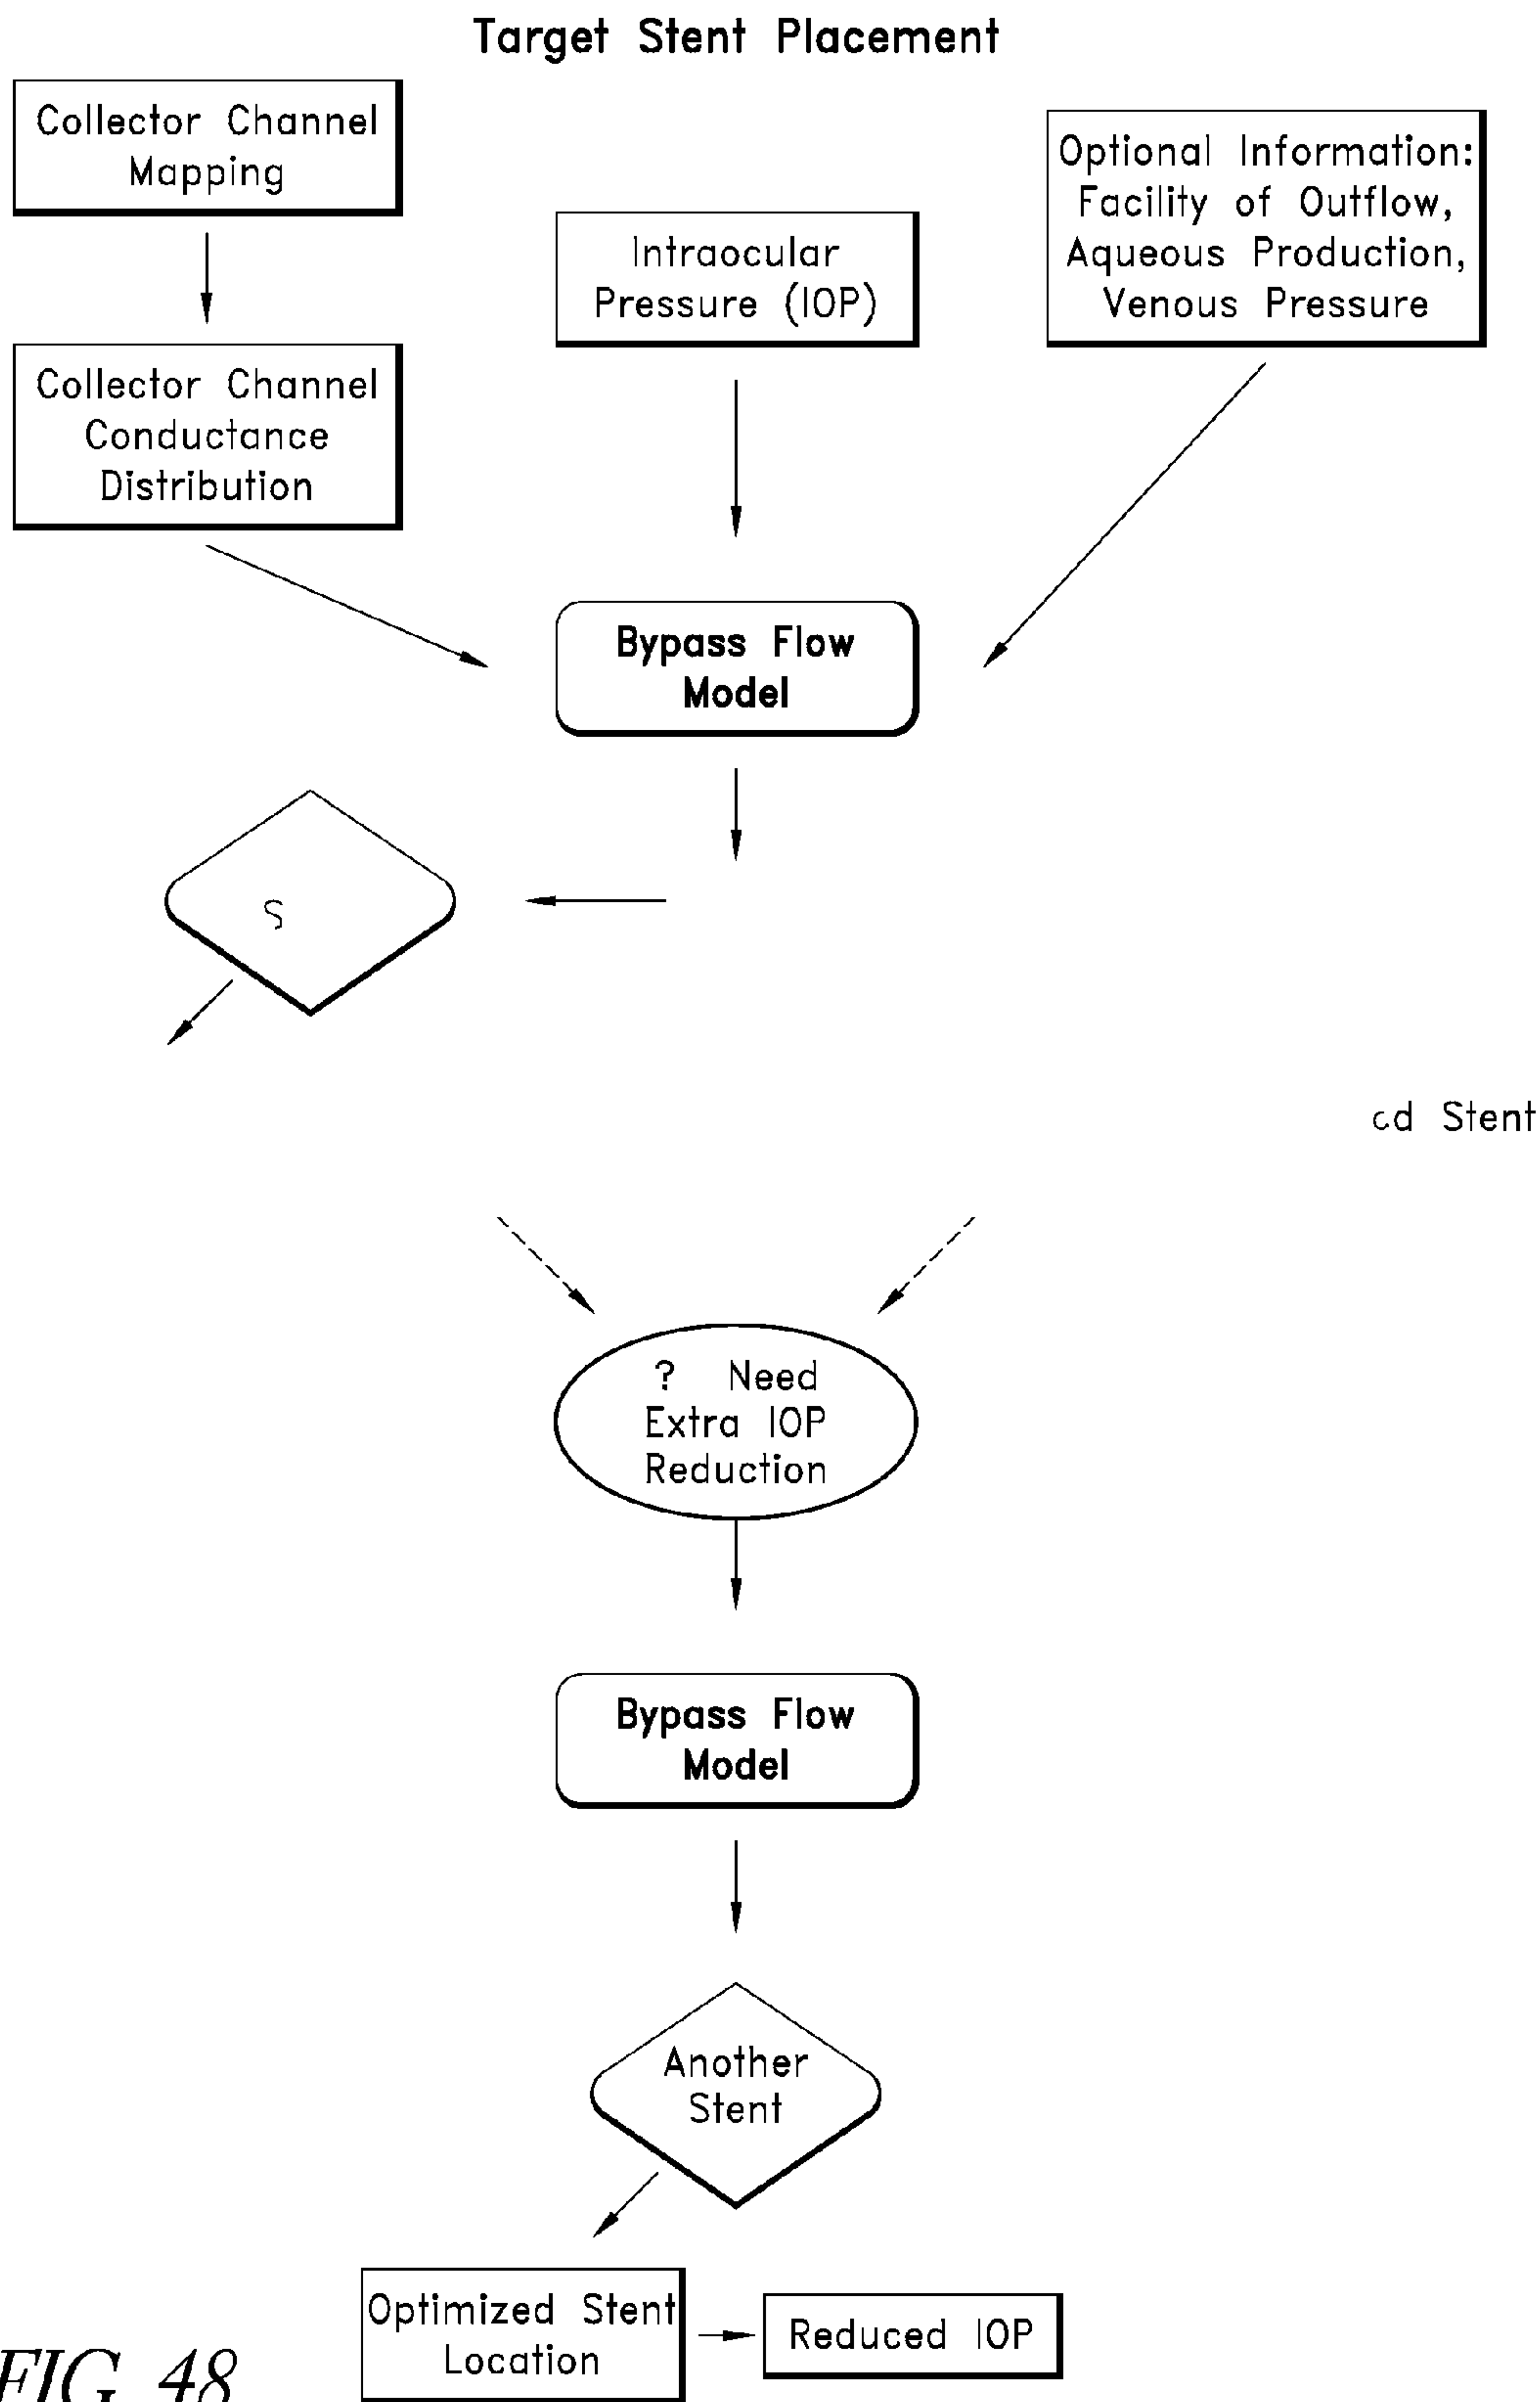 Target Stent Placement
Collector Channel
Mapping
Optional Information:
Facility of Outflow,
Aqueous Production,
Venous Pressure
Intraocular
Pressure (IOP)
Collector Channel
Conductance
Distribution
Bypass Flow
Model
S
Stent
? Need
Extra IOP
Reduction
Bypass Flow
Model
Another
Stent
Optimized Stent
Location
Reduced IOP
FIG 48